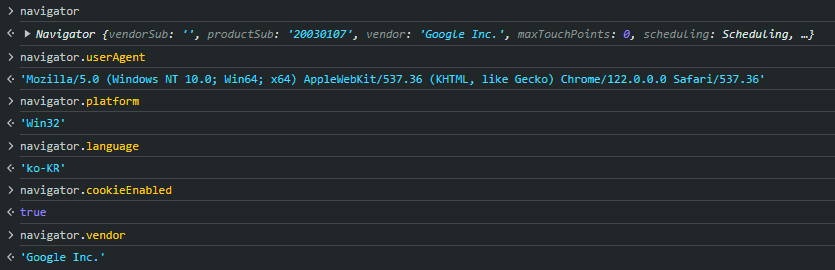 > navigator
<· ▶ Navigator {vendorSub: '', productSub: '20030107', vendor: 'Google Inc.', maxTouchPoints: 0, scheduling: Scheduling, …}
> navigator.userAgent
<· 'Mozilla/5.0 (Windows NT 10.0; Win64; x64) AppleWebKit/537.36 (KHTML, like Gecko) Chrome/122.0.0.0 Safari/537.36'
> navigator.platform
<· 'Win32'
> navigator.language
<· 'ko-KR'
> navigator.cookieEnabled
<· true
> navigator.vendor
<· 'Google Inc.'